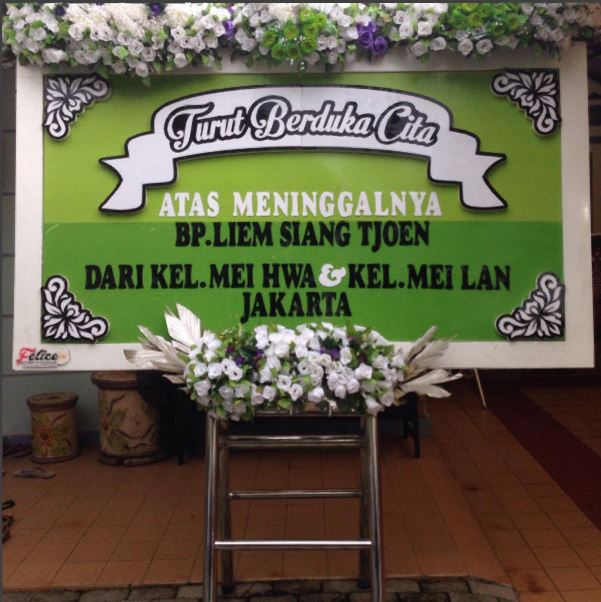 Turut Berduka Cita
ATAS MENINGGALNYA
BP.LIEM SIANG TJOEN
DARI KEL.MEI HWA & KEL.MEI LAN
JAKARTA
Felice